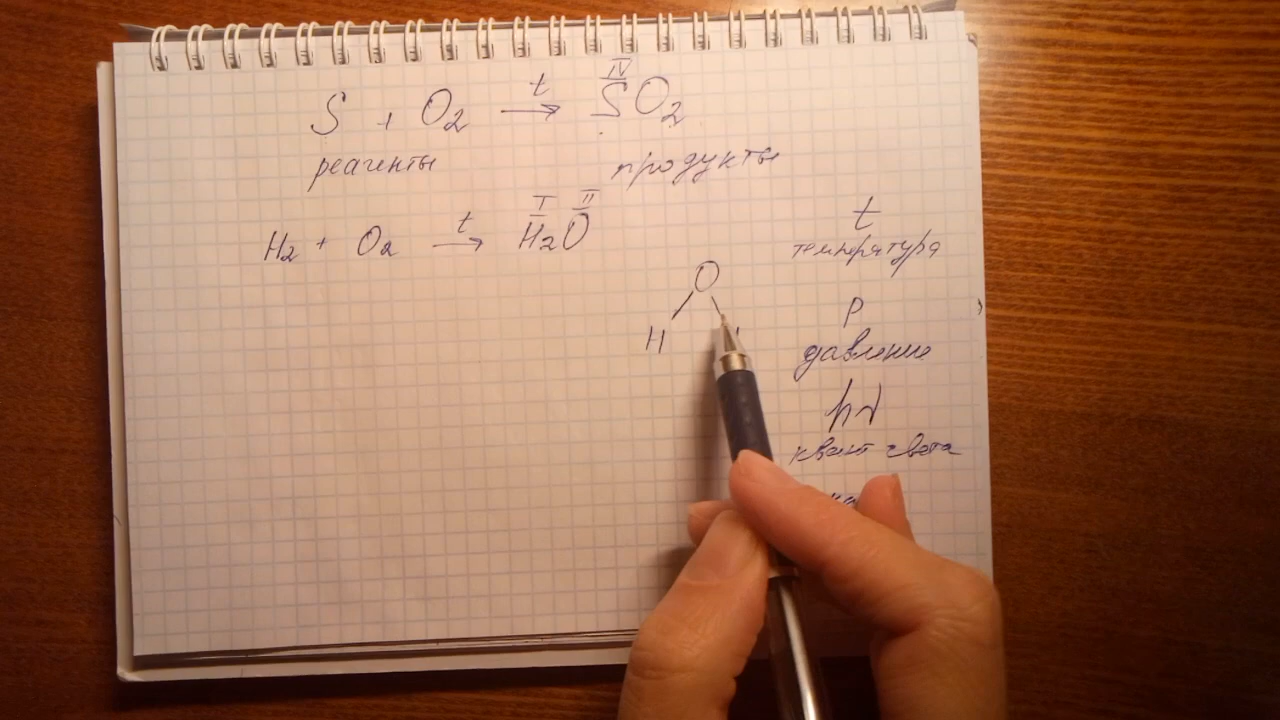 t IV
S + O2 → SO2
реагенты продукты
t I II
H2 + O2 → H2O
t
температура
O
H
P
давление
hν
квант света